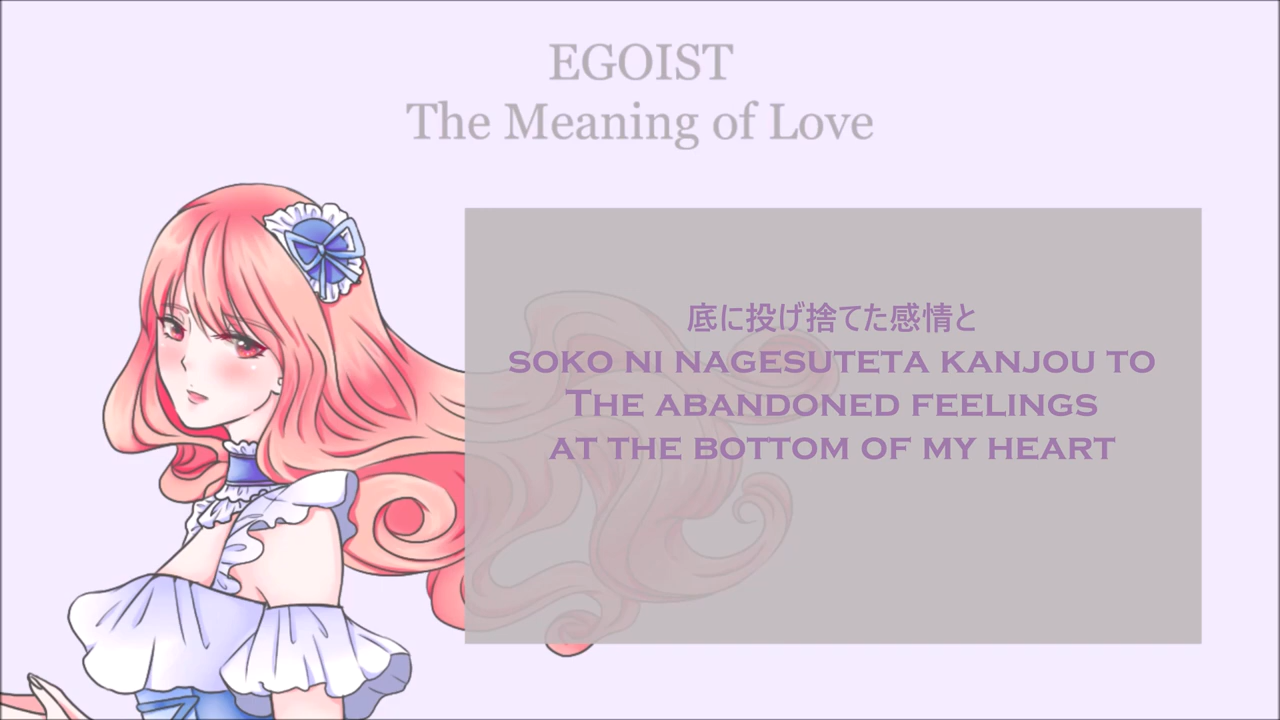 EGOIST
The Meaning of Love
底に投げ捨てた感情と
SOKO NI NAGESUTETA KANJOU TO
THE ABANDONED FEELINGS
AT THE BOTTOM OF MY HEART